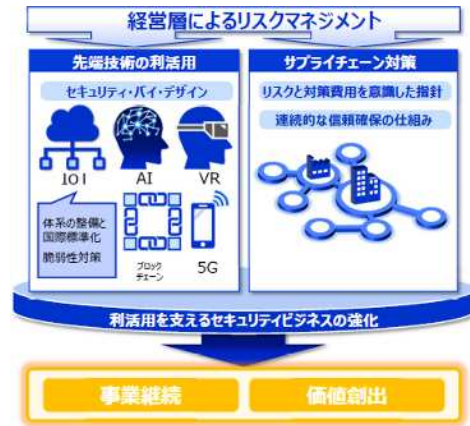 経営層によるリスクマネジメント
先端技術の利活用
セキュリティ・バイ・デザイン
IOT
AI
VR
体系の整備と
国際標準化
脆弱性対策
ブロック
チェーン
5G
サプライチェーン対策
リスクと対策費用を意識した指針
連続的な信頼確保の仕組み
利活用を支えるセキュリティビジネスの強化
事業継続
価値創出